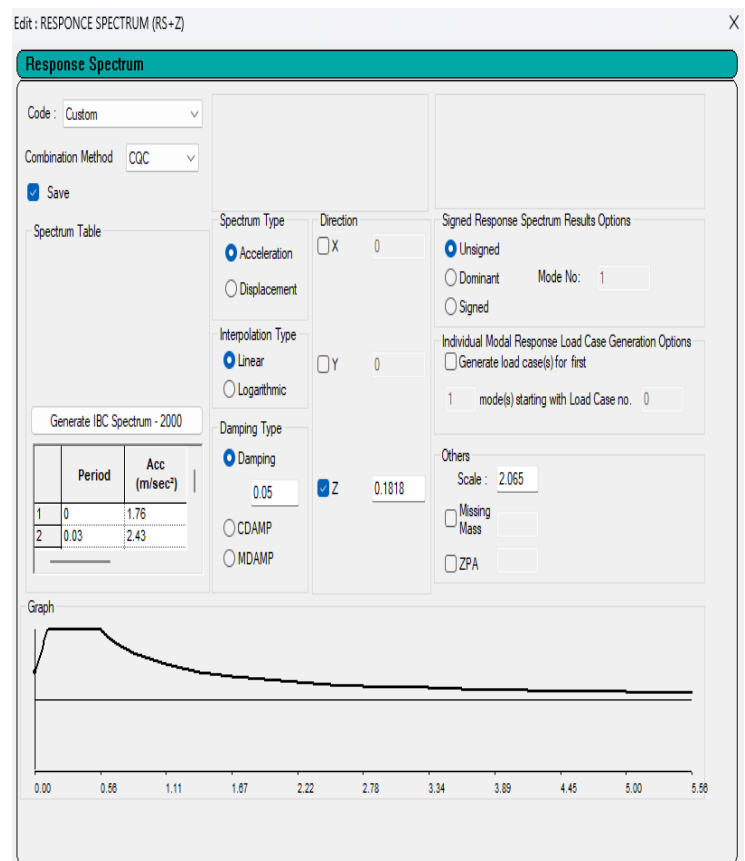 Edit : RESPONCE SPECTRUM (RS+Z)
X
Response Spectrum
Code : Custom
Combination Method CQC
Save
Spectrum Table
Generate IBC Spectrum - 2000
Period Acc (m/sec²)
1 0 1.76
2 0.03 2.43
Spectrum Type
Acceleration
Displacement
Interpolation Type
Linear
Logarithmic
Damping Type
Damping
0.05
CDAMP
MDAMP
Direction
X 0
Y 0
Z 0.1818
Signed Response Spectrum Results Options
Unsigned
Dominant Mode No: 1
Signed
Individual Modal Response Load Case Generation Options
Generate load case(s) for first
1 mode(s) starting with Load Case no. 0
Others
Scale : 2.065
Missing
Mass
ZPA
Graph
0.00 0.56 1.11 1.67 2.22 2.78 3.34 3.89 4.45 5.00 5.56